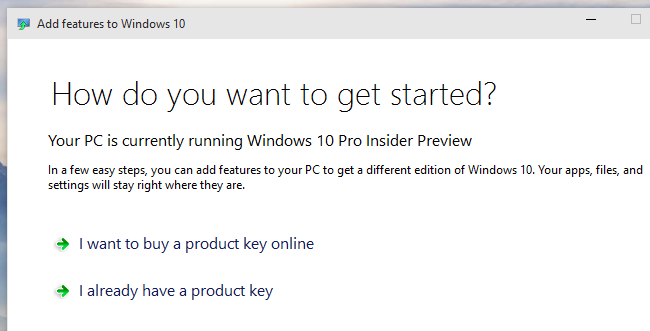 Add features to Windows 10
How do you want to get started?
Your PC is currently running Windows 10 Pro Insider Preview
In a few easy steps, you can add features to your PC to get a different edition of Windows 10. Your apps, files, and
settings will stay right where they are.
I want to buy a product key online
I already have a product key